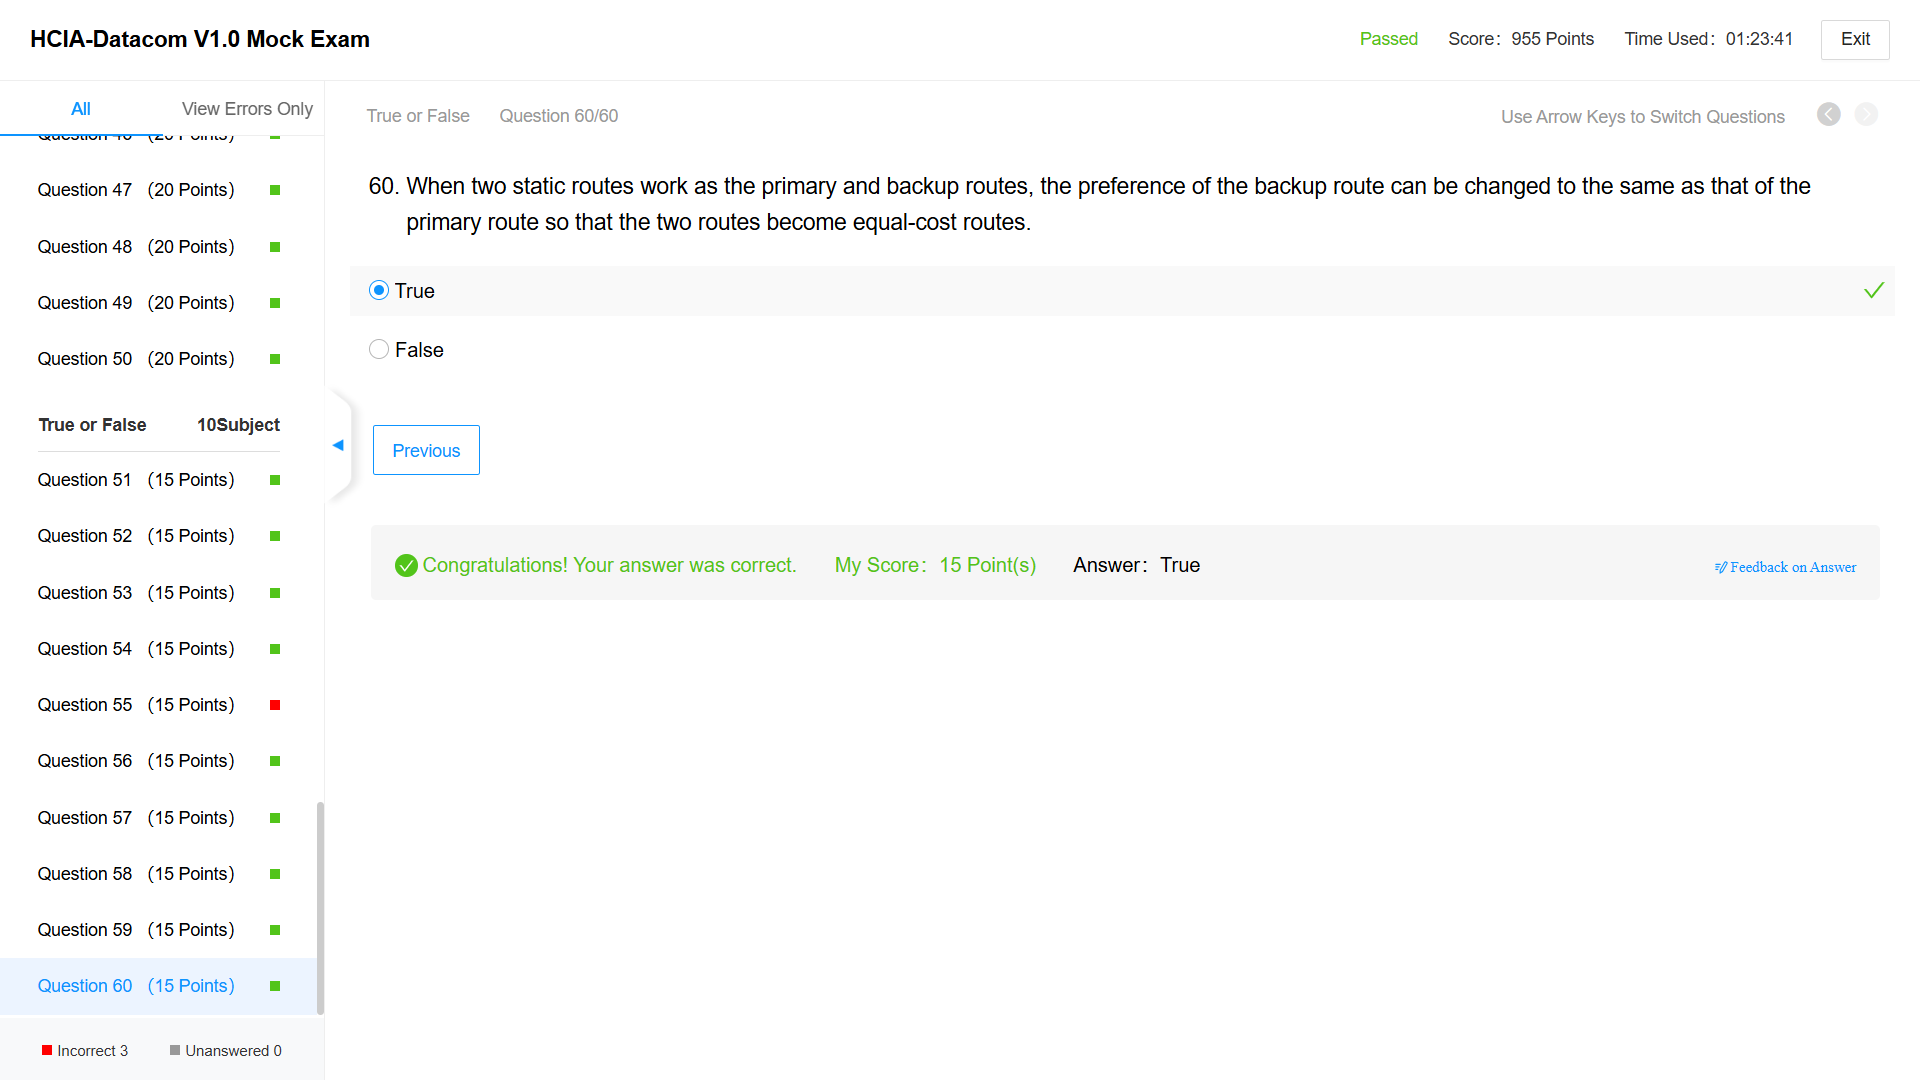 HCIA-Datacom V1.0 Mock Exam
Passed
Score： 955 Points
Time Used： 01:23:41
Exit
All
View Errors Only
Question 46 （20 Points）
Question 47 （20 Points）
Question 48 （20 Points）
Question 49 （20 Points）
Question 50 （20 Points）
True or False 10Subject
Question 51 （15 Points）
Question 52 （15 Points）
Question 53 （15 Points）
Question 54 （15 Points）
Question 55 （15 Points）
Question 56 （15 Points）
Question 57 （15 Points）
Question 58 （15 Points）
Question 59 （15 Points）
Question 60 （15 Points）
Incorrect 3
Unanswered 0
True or False
Question 60/60
Use Arrow Keys to Switch Questions
60. When two static routes work as the primary and backup routes, the preference of the backup route can be changed to the same as that of the
primary route so that the two routes become equal-cost routes.
True
False
Previous
Congratulations! Your answer was correct.
My Score： 15 Point(s)
Answer： True
Feedback on Answer